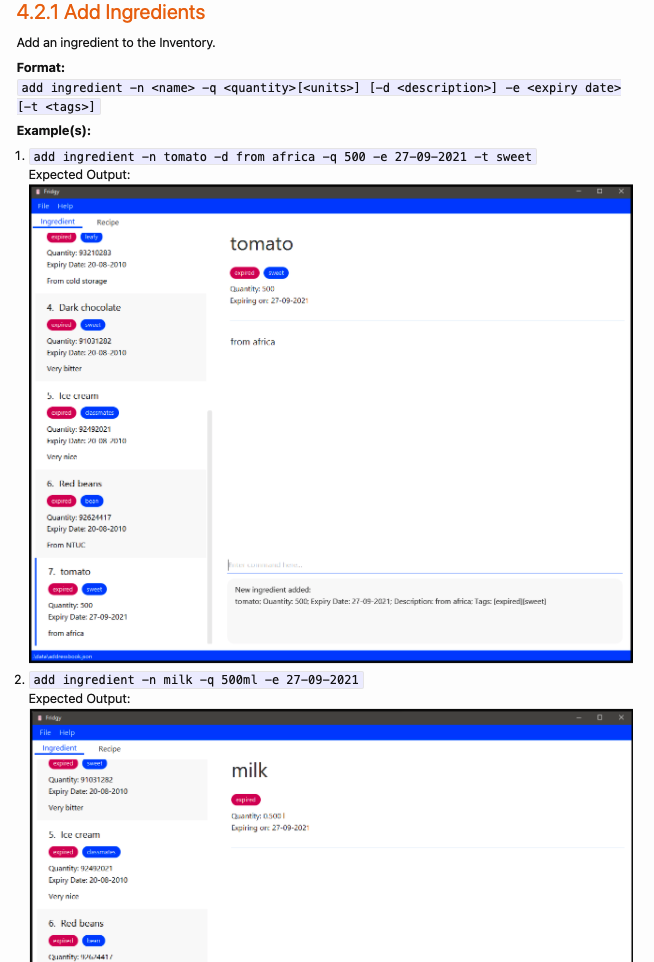 4.2.1 Add Ingredients
Add an ingredient to the Inventory.
Format:
add ingredient -n <name> -q <quantity>[<units>] [-d <description>] -e <expiry date>
[-t <tags>]
Example(s):
1. add ingredient -n tomato -d from africa -q 500 -e 27-09-2021 -t sweet
Expected Output:
Fridgy
File Help
Ingredient Recipe
expired leafy
Quantity: 93210283
Expiry Date: 20-08-2010
From cold storage
4. Dark chocolate
expired sweet
Quantity: 91031282
Expiry Date: 20-08-2010
Very bitter
5. Ice cream
expired classmates
Quantity: 92492021
Expiry Date: 20-08-2010
Very nice
6. Red beans
expired bean
Quantity: 92624417
Expiry Date: 20-08-2010
From NTUC
7. tomato
expired sweet
Quantity: 500
Expiry Date: 27-09-2021
from africa
tomato
expired sweet
Quantity: 500
Expiring on: 27-09-2021
from africa
Enter command here...
New ingredient added:
tomato; Quantity: 500; Expiry Date: 27-09-2021; Description: from africa; Tags: [expired][sweet]
\data\addressbook.json
2. add ingredient -n milk -q 500ml -e 27-09-2021
Expected Output:
Fridgy
File Help
Ingredient Recipe
expired sweet
Quantity: 91031282
Expiry Date: 20-08-2010
Very bitter
5. Ice cream
expired classmates
Quantity: 92492021
Expiry Date: 20-08-2010
Very nice
6. Red beans
expired bean
Quantity: 92624417
milk
expired
Quantity: 0.500 l
Expiring on: 27-09-2021